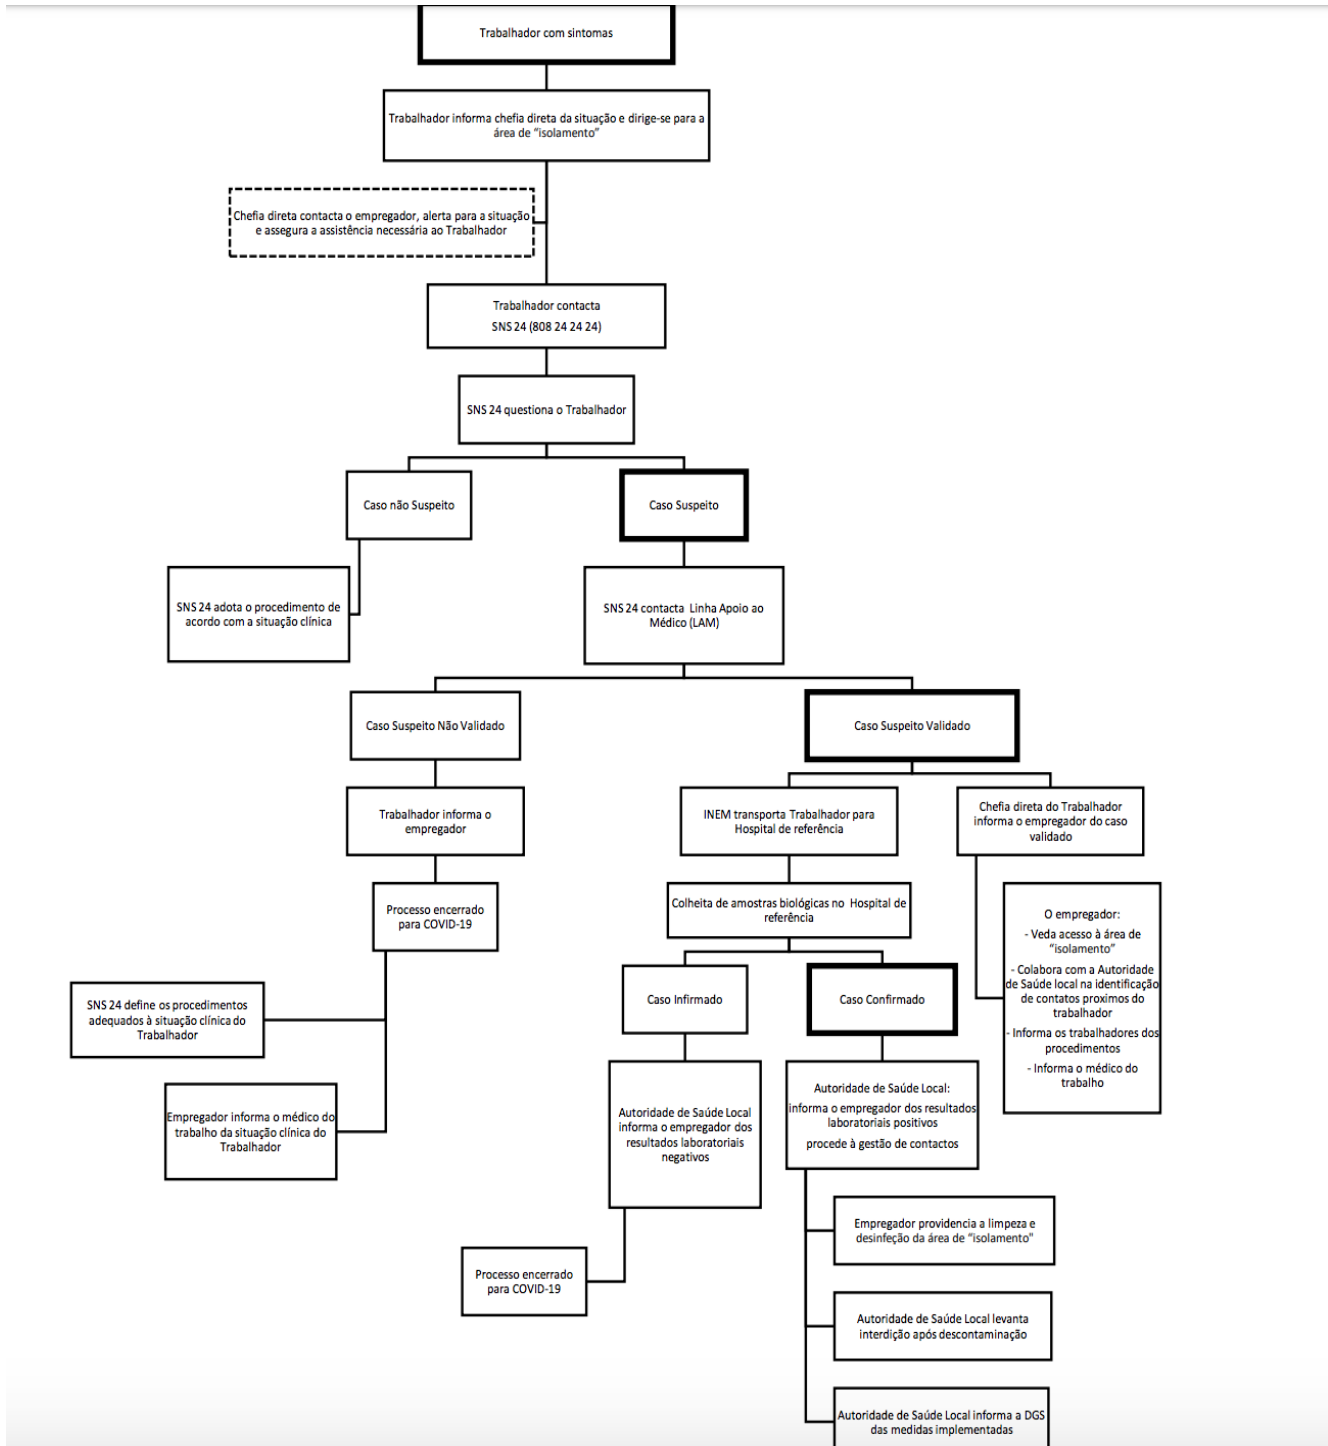 Trabalhador com sintomas
Trabalhador informa chefia direta da situação e dirige-se para a
área de “isolamento”
Chefia direta contacta o empregador, alerta para a situação
e assegura a assistência necessária ao Trabalhador
Trabalhador contacta
SNS 24 (808 24 24 24)
SNS 24 questiona o Trabalhador
Caso não Suspeito
Caso Suspeito
SNS 24 adota o procedimento de
acordo com a situação clínica
SNS 24 contacta Linha Apoio ao
Médico (LAM)
Caso Suspeito Não Validado
Caso Suspeito Validado
Trabalhador informa o
empregador
INEM transporta Trabalhador para
Hospital de referência
Chefia direta do Trabalhador
informa o empregador do caso
validado
Processo encerrado
para COVID-19
Colheita de amostras biológicas no Hospital de
referência
O empregador:
- Veda acesso à área de
“isolamento”
- Colabora com a Autoridade
de Saúde local na identificação
de contatos proximos do
trabalhador
- Informa os trabalhadores dos
procedimentos
- Informa o médico do
trabalho
SNS 24 define os procedimentos
adequados à situação clínica do
Trabalhador
Caso Infirmado
Caso Confirmado
Empregador informa o médico do
trabalho da situação clínica do
Trabalhador
Autoridade de Saúde Local
informa o empregador dos
resultados laboratoriais
negativos
Autoridade de Saúde Local:
informa o empregador dos resultados
laboratoriais positivos
procede à gestão de contactos
Processo encerrado
para COVID-19
Empregador providencia a limpeza e
desinfeção da área de “isolamento”
Autoridade de Saúde Local levanta
interdição após descontaminação
Autoridade de Saúde Local informa a DGS
das medidas implementadas